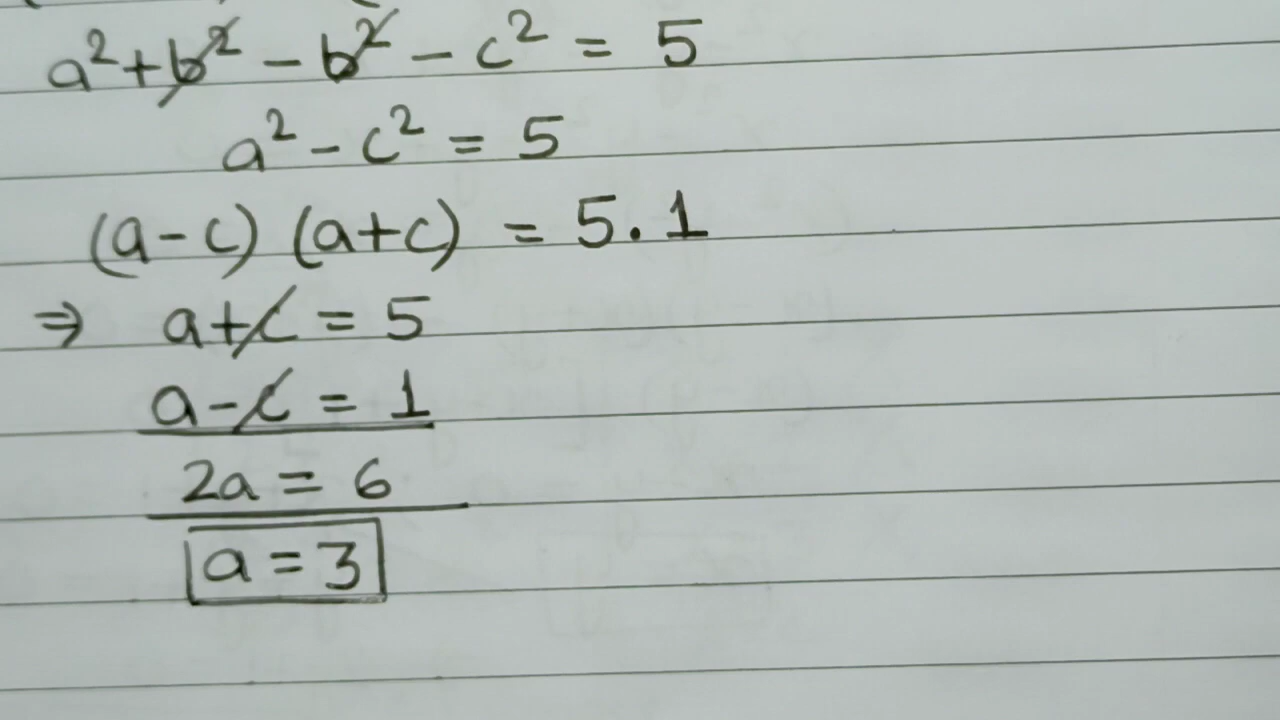 a² + b² - b² - c² = 5
a² - c² = 5
(a - c) (a + c) = 5 . 1
⇒ a + c = 5
a - c = 1
2a = 6
a = 3